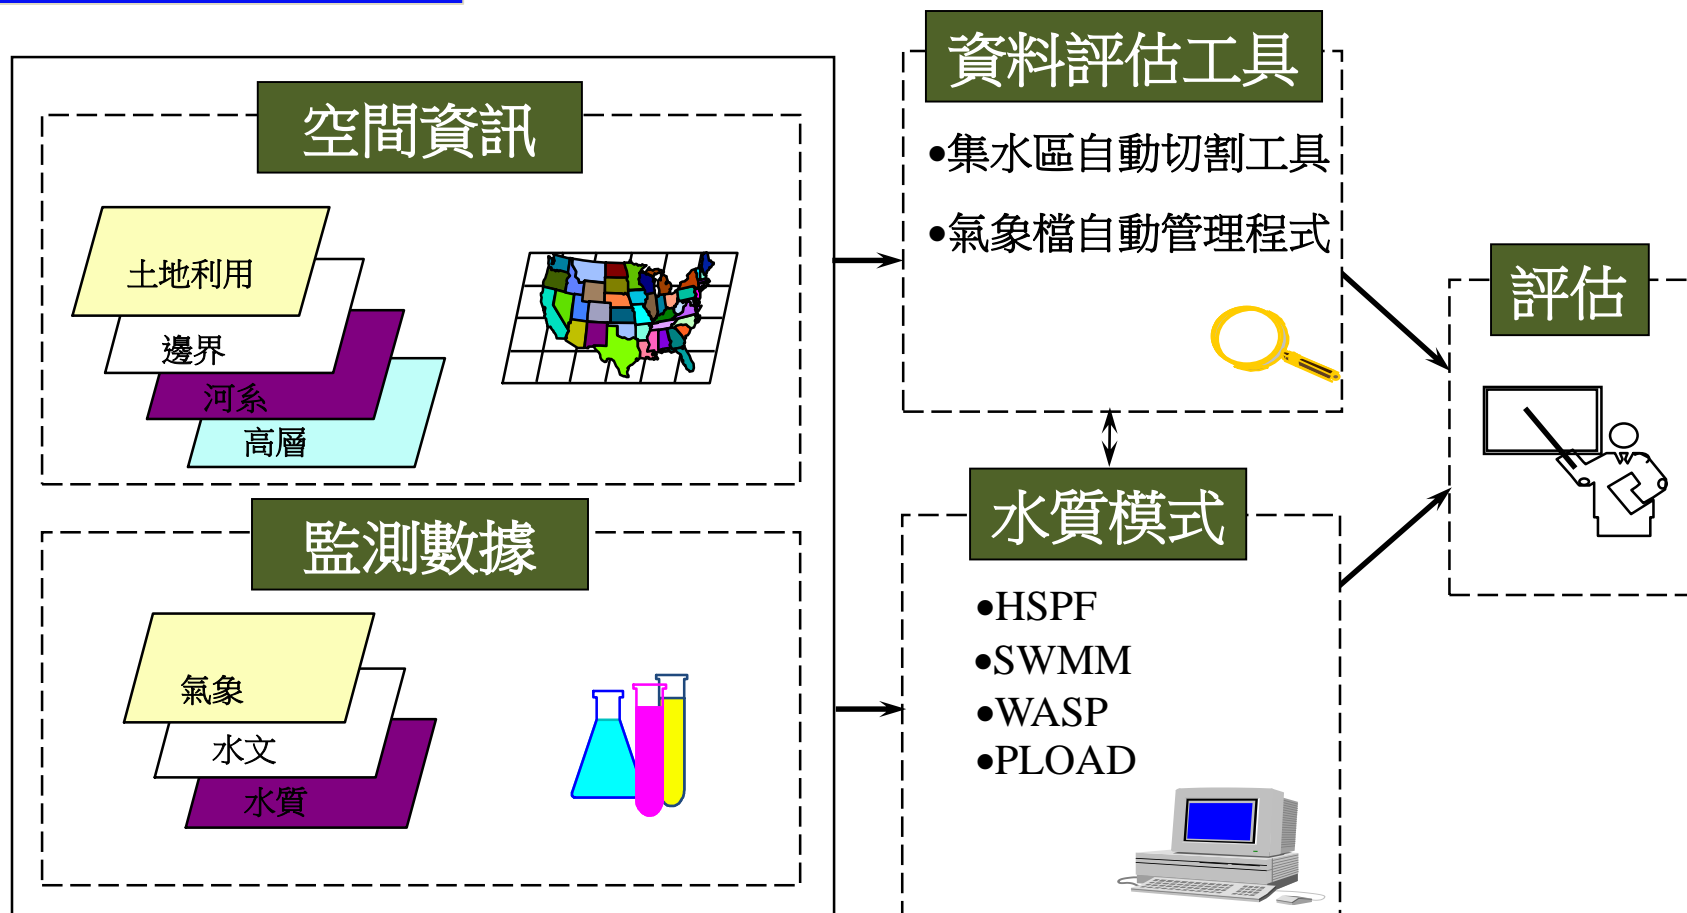 空間資訊
土地利用
邊界
河系
高層
監測數據
氣象
水文
水質
資料評估工具
•集水區自動切割工具
•氣象檔自動管理程式
水質模式
•HSPF
•SWMM
•WASP
•PLOAD
評估